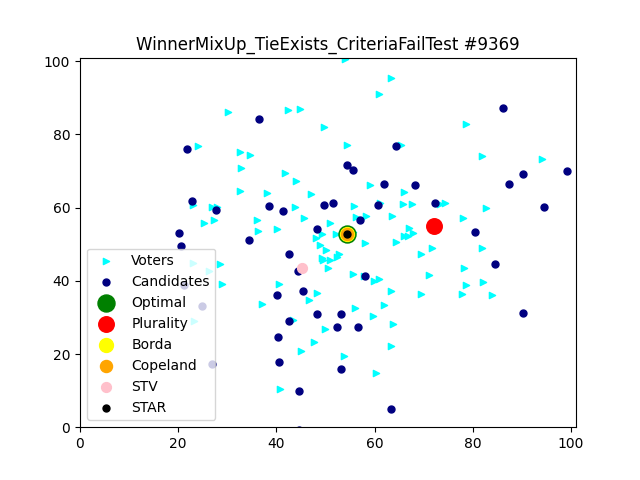 WinnerMixUp_TieExists_CriteriaFailTest #9369
100
80
60
40
20
0
0 20 40 60 80 100
Voters
Candidates
Optimal
Plurality
Borda
Copeland
STV
STAR